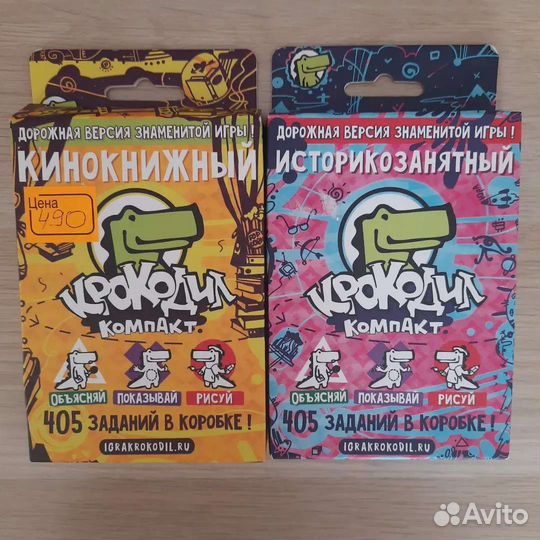 ДОРОЖНАЯ ВЕРСИЯ ЗНАМЕНИТОЙ ИГРЫ!
КИНОКНИЖНЫЙ
Цена
490
КРОКОДИЛ
КОМПАКТ
ОБЪЯСНЯЙ
ПОКАЗЫВАЙ
РИСУЙ
405 ЗАДАНИЙ В КОРОБКЕ!
IGRAKROKODIL.RU
ДОРОЖНАЯ ВЕРСИЯ ЗНАМЕНИТОЙ ИГРЫ!
ИСТОРИКОЗАНЯТНЫЙ
КРОКОДИЛ
КОМПАКТ
ОБЪЯСНЯЙ
ПОКАЗЫВАЙ
РИСУЙ
405 ЗАДАНИЙ В КОРОБКЕ!
IGRAKROKODIL.RU
Avito